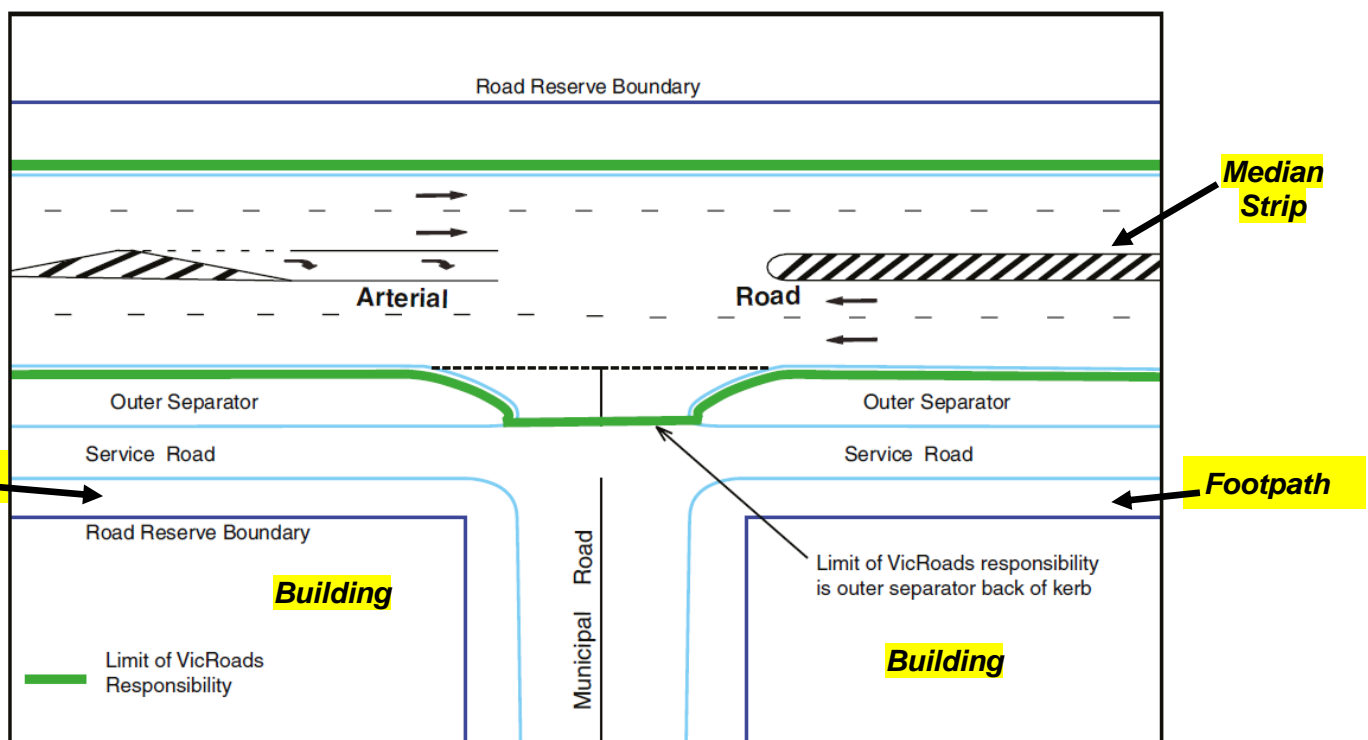 Road Reserve Boundary
Median
Strip
Arterial
Road
Outer Separator
Outer Separator
Service Road
Service Road
Footpath
Road Reserve Boundary
Municipal Road
Limit of VicRoads responsibility
is outer separator back of kerb
Building
Building
Limit of VicRoads
Responsibility